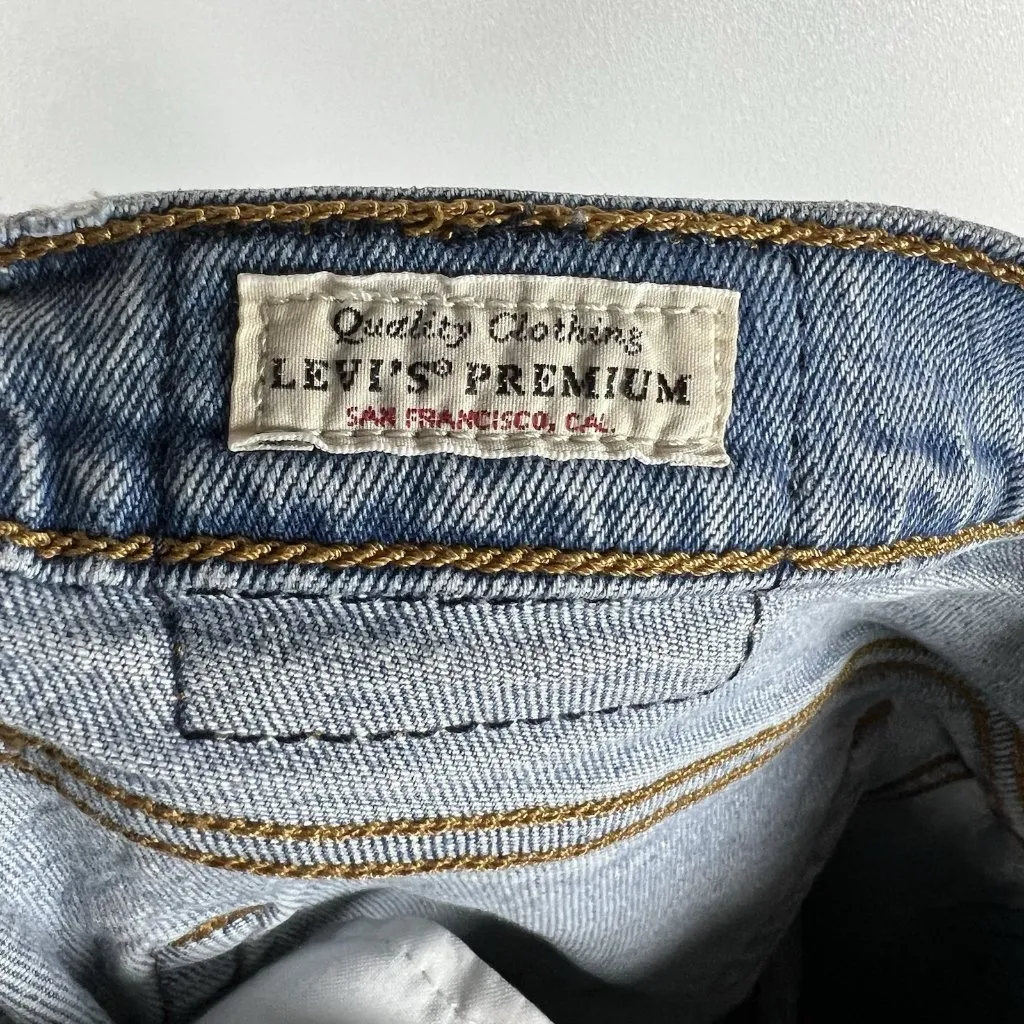 Quality Clothing
LEVI'S® PREMIUM
SAN FRANCISCO, CAL.